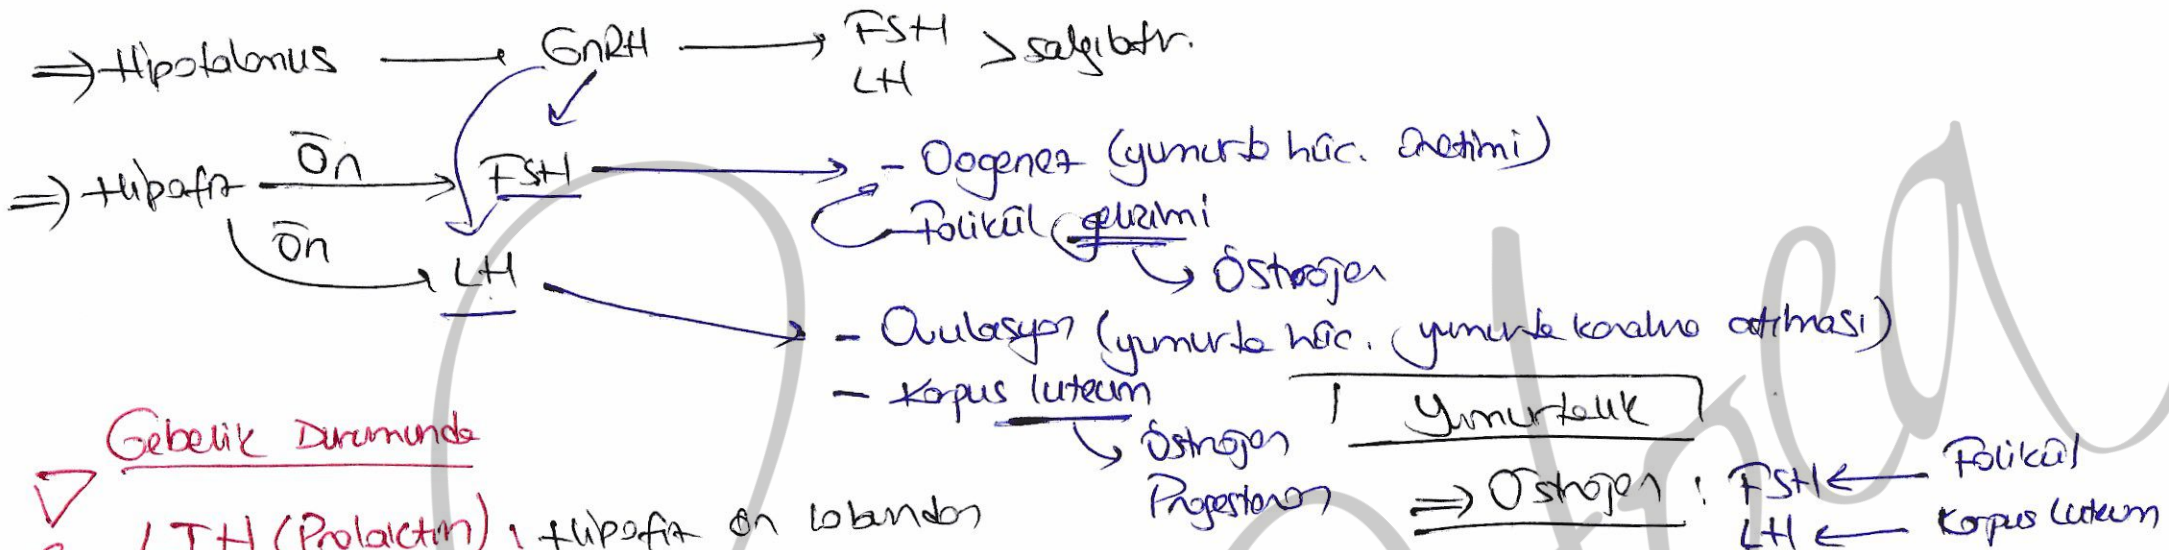 ⇒ Hipotalamus → GnRH → FSH
LH > salgılatır.
⇒ Hipofiz Ön → FSH → - Oogenez (yumurta hüc. üretimi)
Folikül gelişimi
Ön → Östrojen
LH
- Ovulasyon (yumurta hüc. yumurta kanalına atılması)
- Korpus luteum
Yumurtalık
Gebelik Durumunda
Östrojen
Progesteron
⇒ Östrojen : FSH ← Folikül
LH ← Korpus luteum
LTH (Prolaktin) : Hipofiz ön lobundan